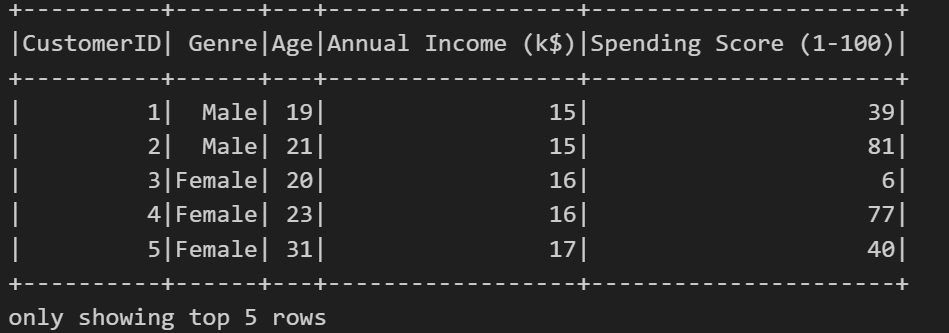 +----------+------+---+------------------+----------------------+
|CustomerID| Genre|Age|Annual Income (k$)|Spending Score (1-100)|
+----------+------+---+------------------+----------------------+
|         1|  Male| 19|                15|                    39|
|         2|  Male| 21|                15|                    81|
|         3|Female| 20|                16|                     6|
|         4|Female| 23|                16|                    77|
|         5|Female| 31|                17|                    40|
+----------+------+---+------------------+----------------------+
only showing top 5 rows